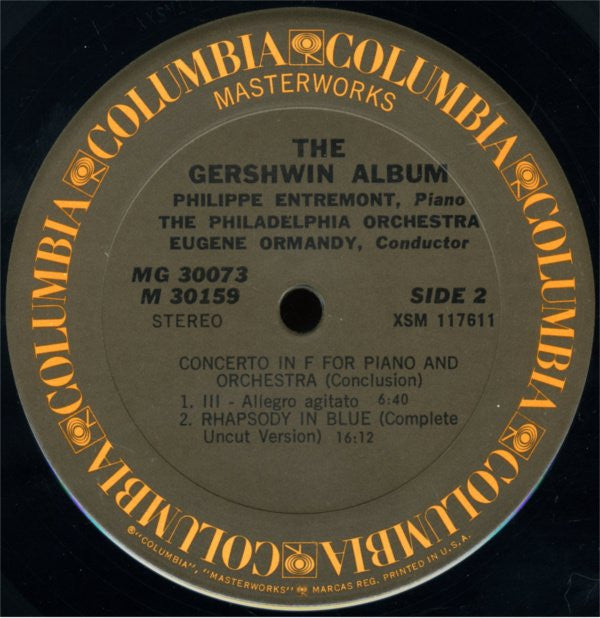 COLUMBIA COLUMBIA COLUMBIA COLUMBIA COLUMBIA COLUMBIA COLUMBIA COLUMBIA
MASTERWORKS
THE
GERSHWIN ALBUM
PHILIPPE ENTREMONT, Piano
THE PHILADELPHIA ORCHESTRA
EUGENE ORMANDY, Conductor
MG 30073
M 30159 SIDE 2
STEREO XSM 117611
CONCERTO IN F FOR PIANO AND
ORCHESTRA (Conclusion)
1. III - Allegro agitato 6:40
2. RHAPSODY IN BLUE (Complete
Uncut Version) 16:12
®"COLUMBIA", "MASTERWORKS" MARCAS REG. PRINTED IN U.S.A.